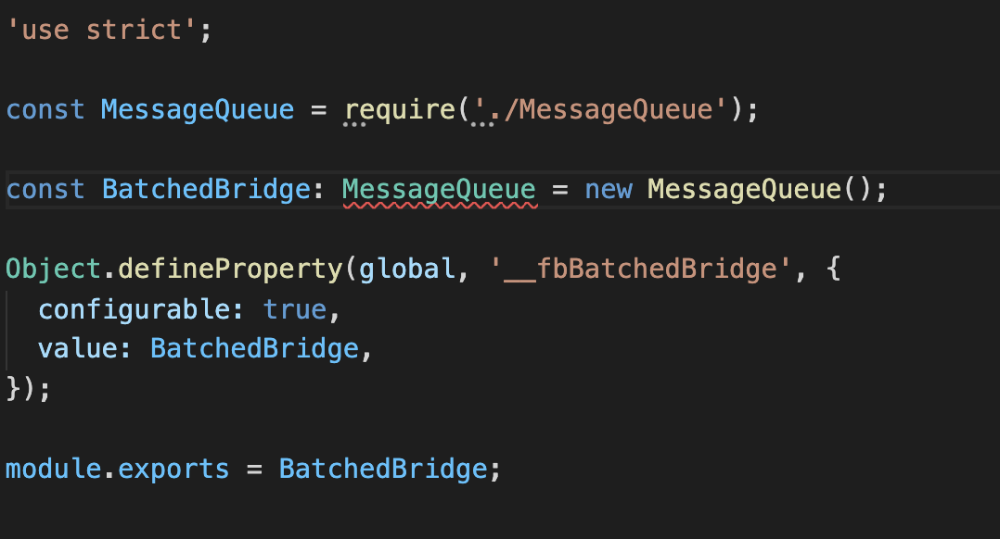 'use strict';
const MessageQueue = require('./MessageQueue');
const BatchedBridge: MessageQueue = new MessageQueue();
Object.defineProperty(global, '__fbBatchedBridge', {
  configurable: true,
  value: BatchedBridge,
});
module.exports = BatchedBridge;